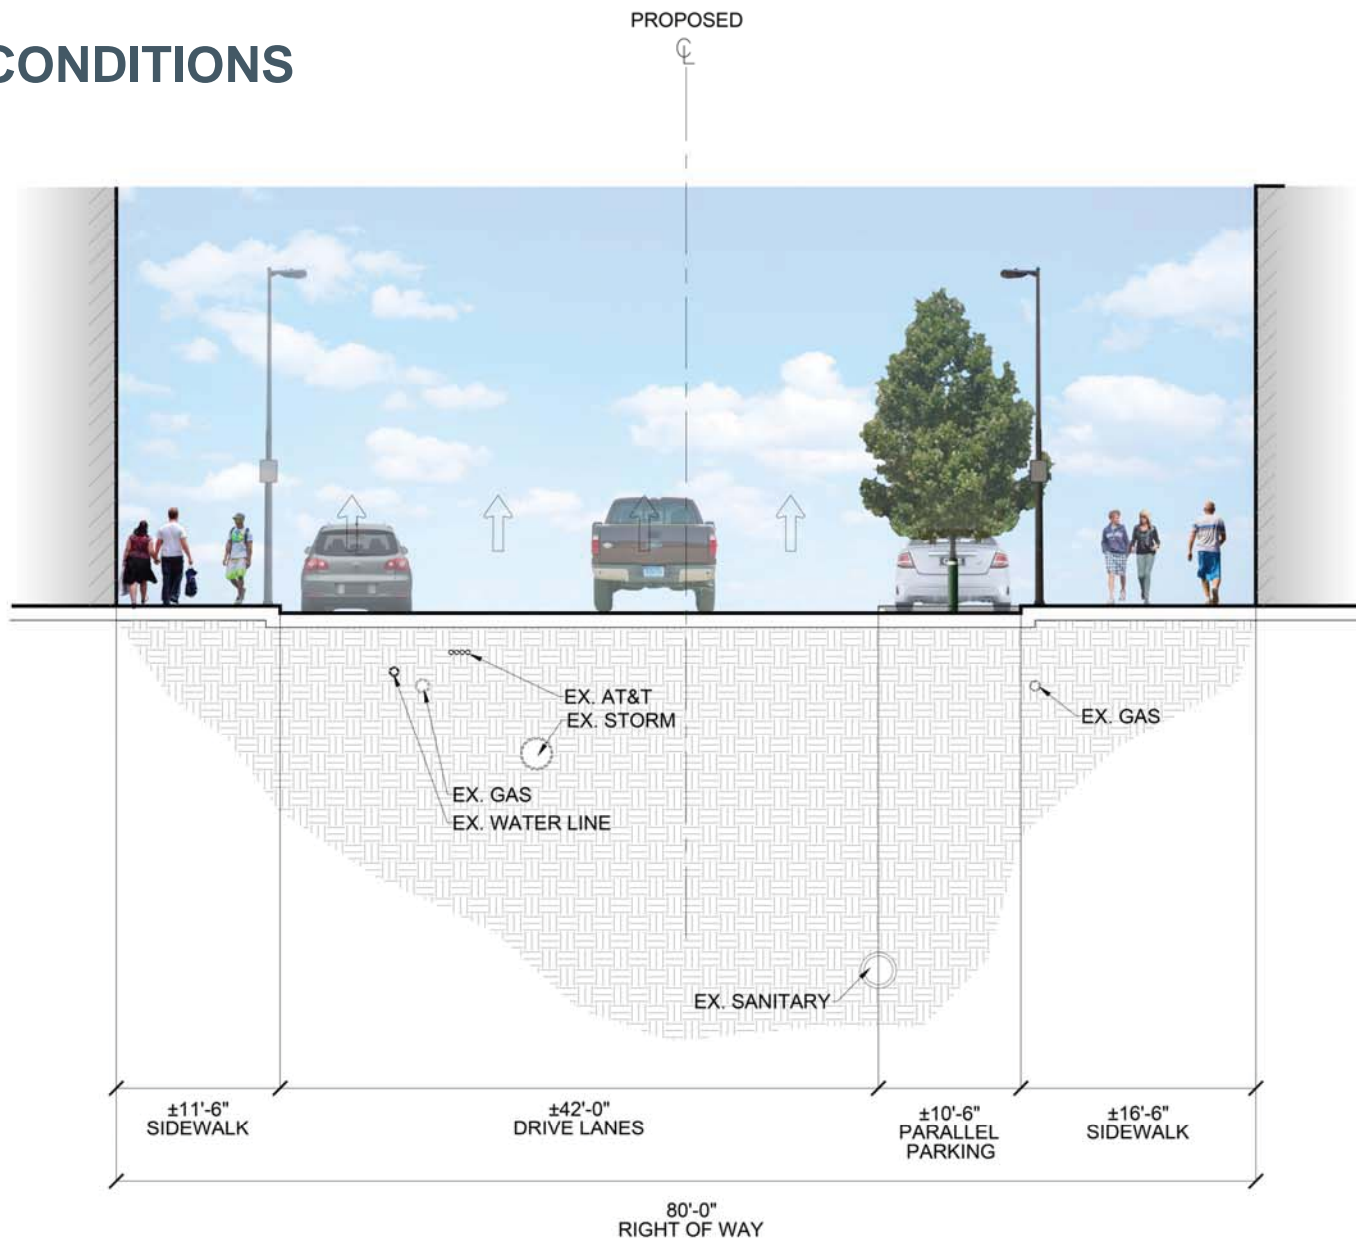 PROPOSED
CL
CONDITIONS
EX. AT&T
EX. STORM
EX. GAS
EX. GAS
EX. WATER LINE
EX. SANITARY
±11'-6"
SIDEWALK
±42'-0"
DRIVE LANES
±10'-6"
PARALLEL
PARKING
±16'-6"
SIDEWALK
80'-0"
RIGHT OF WAY